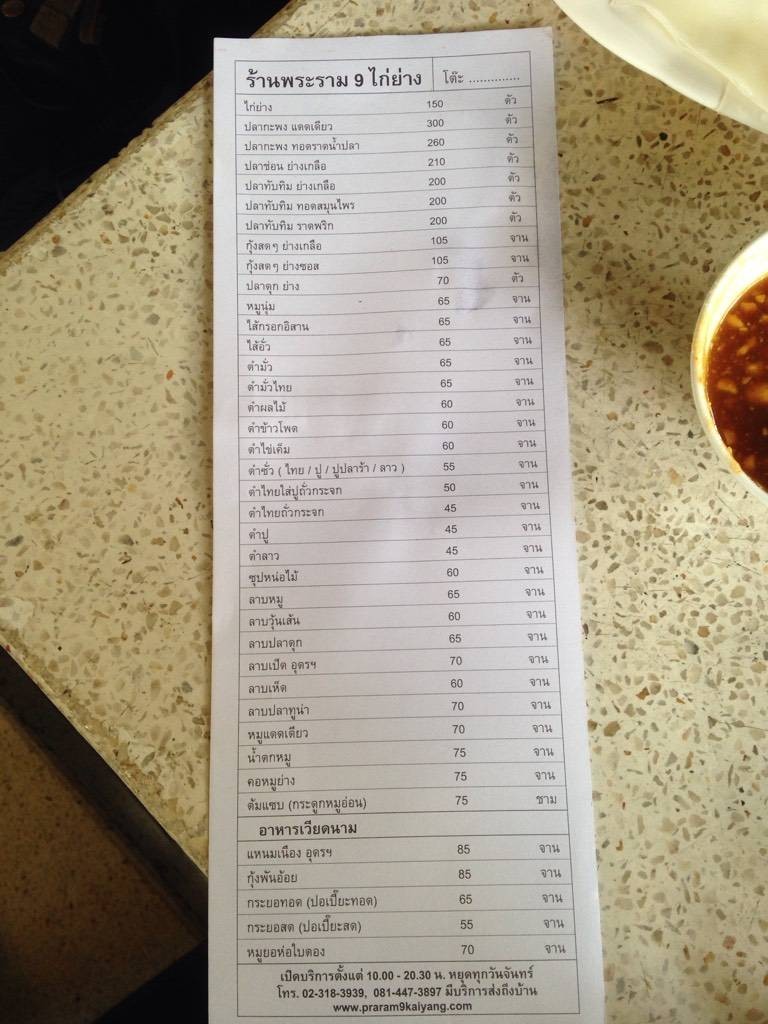 ร้านพระราม 9 ไก่ย่าง โต๊ะ .............
ไก่ย่าง 150 ตัว
ปลากะพง แดดเดียว 300 ตัว
ปลากะพง ทอดราดน้ำปลา 260 ตัว
ปลาช่อน ย่างเกลือ 210 ตัว
ปลาทับทิม ย่างเกลือ 200 ตัว
ปลาทับทิม ทอดสมุนไพร 200 ตัว
ปลาทับทิม ราดพริก 200 ตัว
กุ้งสดๆ ย่างเกลือ 105 จาน
กุ้งสดๆ ย่างซอส 105 จาน
ปลาดุก ย่าง 70 ตัว
หมูนุ่ม 65 จาน
ไส้กรอกอิสาน 65 จาน
ไส้อั่ว 65 จาน
ตำมั่ว 65 จาน
ตำมั่วไทย 65 จาน
ตำผลไม้ 60 จาน
ตำข้าวโพด 60 จาน
ตำไข่เค็ม 60 จาน
ตำซั่ว ( ไทย / ปู / ปูปลาร้า / ลาว ) 55 จาน
ตำไทยใส่ปูถั่วกระจก 50 จาน
ตำไทยถั่วกระจก 45 จาน
ตำปู 45 จาน
ตำลาว 45 จาน
ซุปหน่อไม้ 60 จาน
ลาบหมู 65 จาน
ลาบวุ้นเส้น 60 จาน
ลาบปลาดุก 65 จาน
ลาบเป็ด อุดรฯ 70 จาน
ลาบเห็ด 60 จาน
ลาบปลาทูน่า 70 จาน
หมูแดดเดียว 70 จาน
น้ำตกหมู 75 จาน
คอหมูย่าง 75 จาน
ต้มแซบ (กระดูกหมูอ่อน) 75 ชาม
อาหารเวียดนาม
แหนมเนือง อุดรฯ 85 จาน
กุ้งพันอ้อย 85 จาน
กระยอทอด (ปอเปี๊ยะทอด) 65 จาน
กระยอสด (ปอเปี๊ยะสด) 55 จาน
หมูยอห่อใบตอง 70 จาน
เปิดบริการตั้งแต่ 10.00 - 20.30 น. หยุดทุกวันจันทร์
โทร. 02-318-3939, 081-447-3897 มีบริการส่งถึงบ้าน
www.praram9kaiyang.com